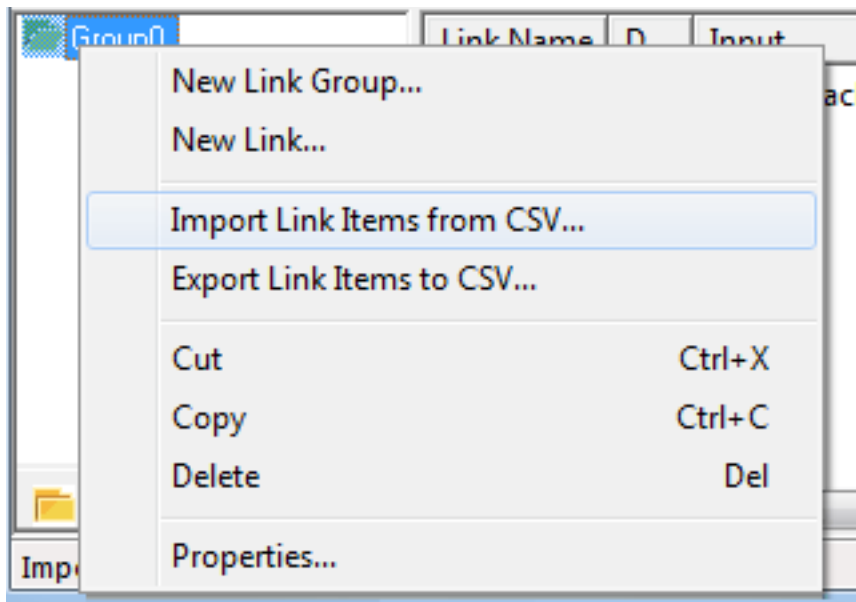 Group0
Link Name D... Input
New Link Group...
New Link...
Import Link Items from CSV...
Export Link Items to CSV...
Cut Ctrl+X
Copy Ctrl+C
Delete Del
Properties...